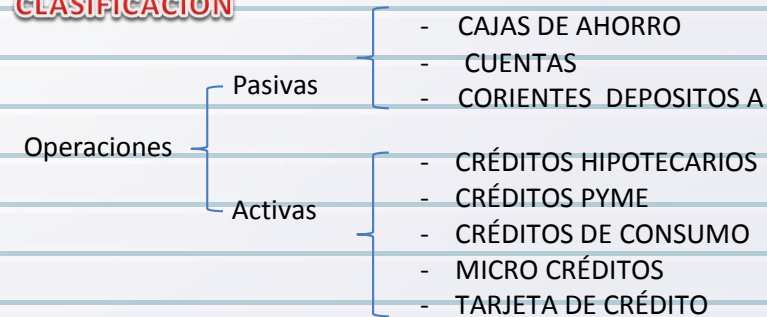 CLASIFICACIÓN
- CAJAS DE AHORRO
- CUENTAS
- CORIENTES DEPOSITOS A
Pasivas
Operaciones
Activas
- CRÉDITOS HIPOTECARIOS
- CRÉDITOS PYME
- CRÉDITOS DE CONSUMO
- MICRO CRÉDITOS
- TARJETA DE CRÉDITO